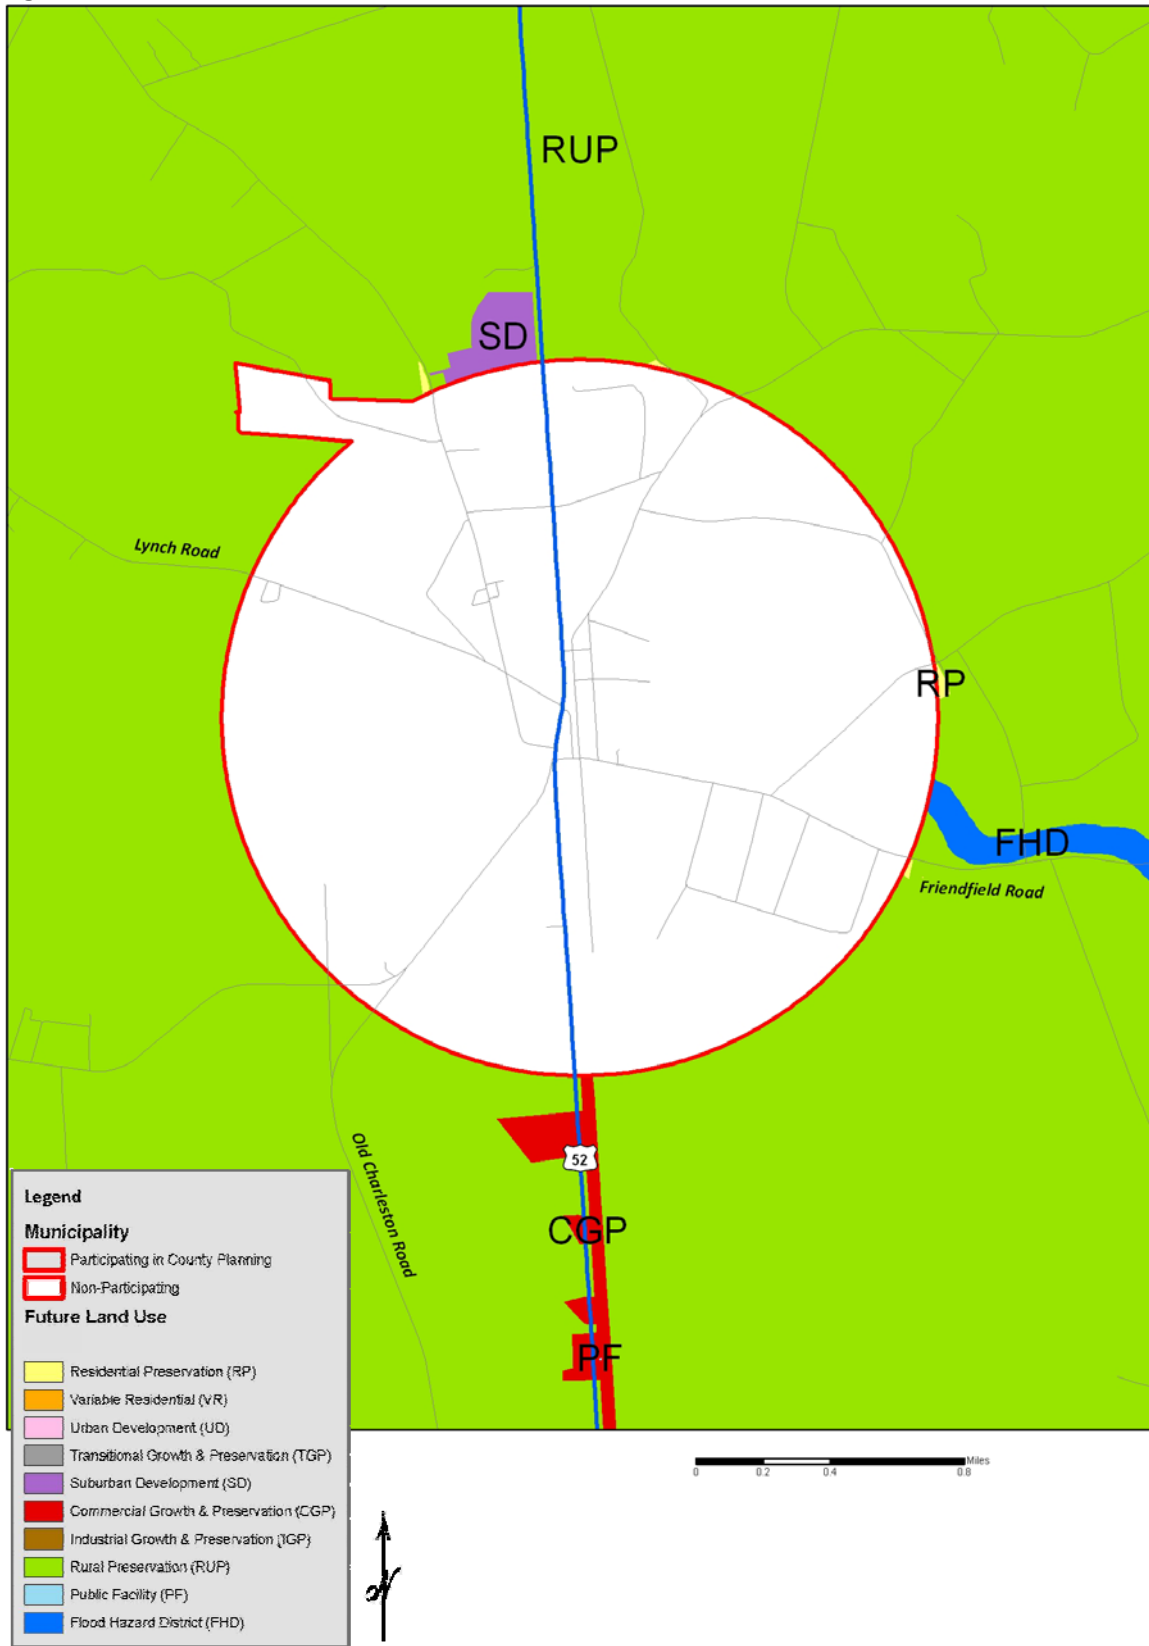 RUP
SD
Lynch Road
RP
FHD
Friendfield Road
52
Old Charleston Road
CGP
PF
Legend
Municipality
Participating in County Planning
Non-Participating
Future Land Use
Residential Preservation (RP)
Variable Residential (VR)
Urban Development (UD)
Transitional Growth & Preservation (TGP)
Suburban Development (SD)
Commercial Growth & Preservation (CGP)
Industrial Growth & Preservation (IGP)
Rural Preservation (RUP)
Public Facility (PF)
Flood Hazard District (FHD)
Miles
0 0.2 0.4 0.8
N